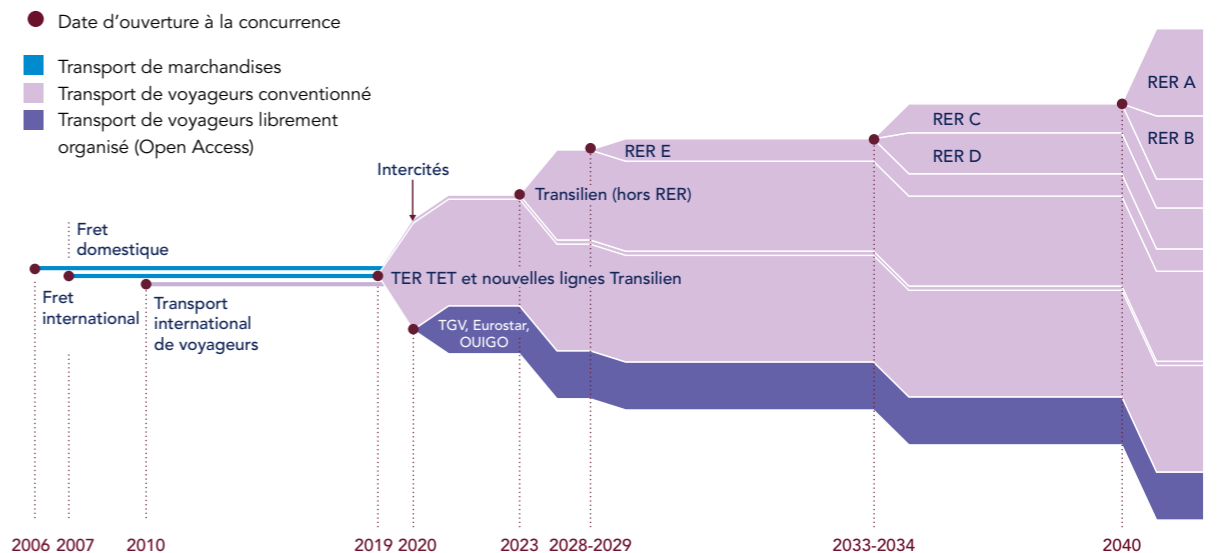 Date d’ouverture à la concurrence
Transport de marchandises
Transport de voyageurs conventionné
Transport de voyageurs librement
organisé (Open Access)
RER A
RER B
RER C
RER D
RER E
Intercités
Transilien (hors RER)
Fret
domestique
TER TET et nouvelles lignes Transilien
Fret
international
Transport
international
de voyageurs
TGV, Eurostar,
OUIGO
2006 2007 2010 2019 2020 2023 2028-2029 2033-2034 2040